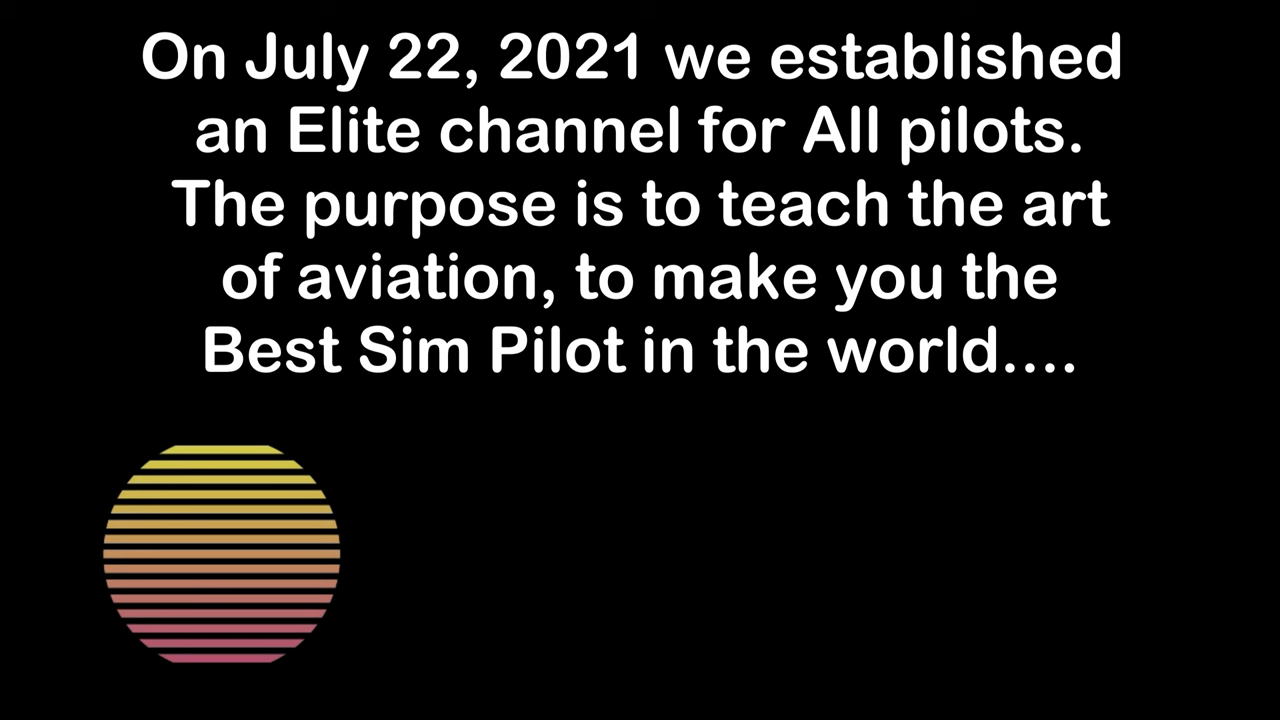 On July 22, 2021 we established
an Elite channel for All pilots.
The purpose is to teach the art
of aviation, to make you the
Best Sim Pilot in the world....